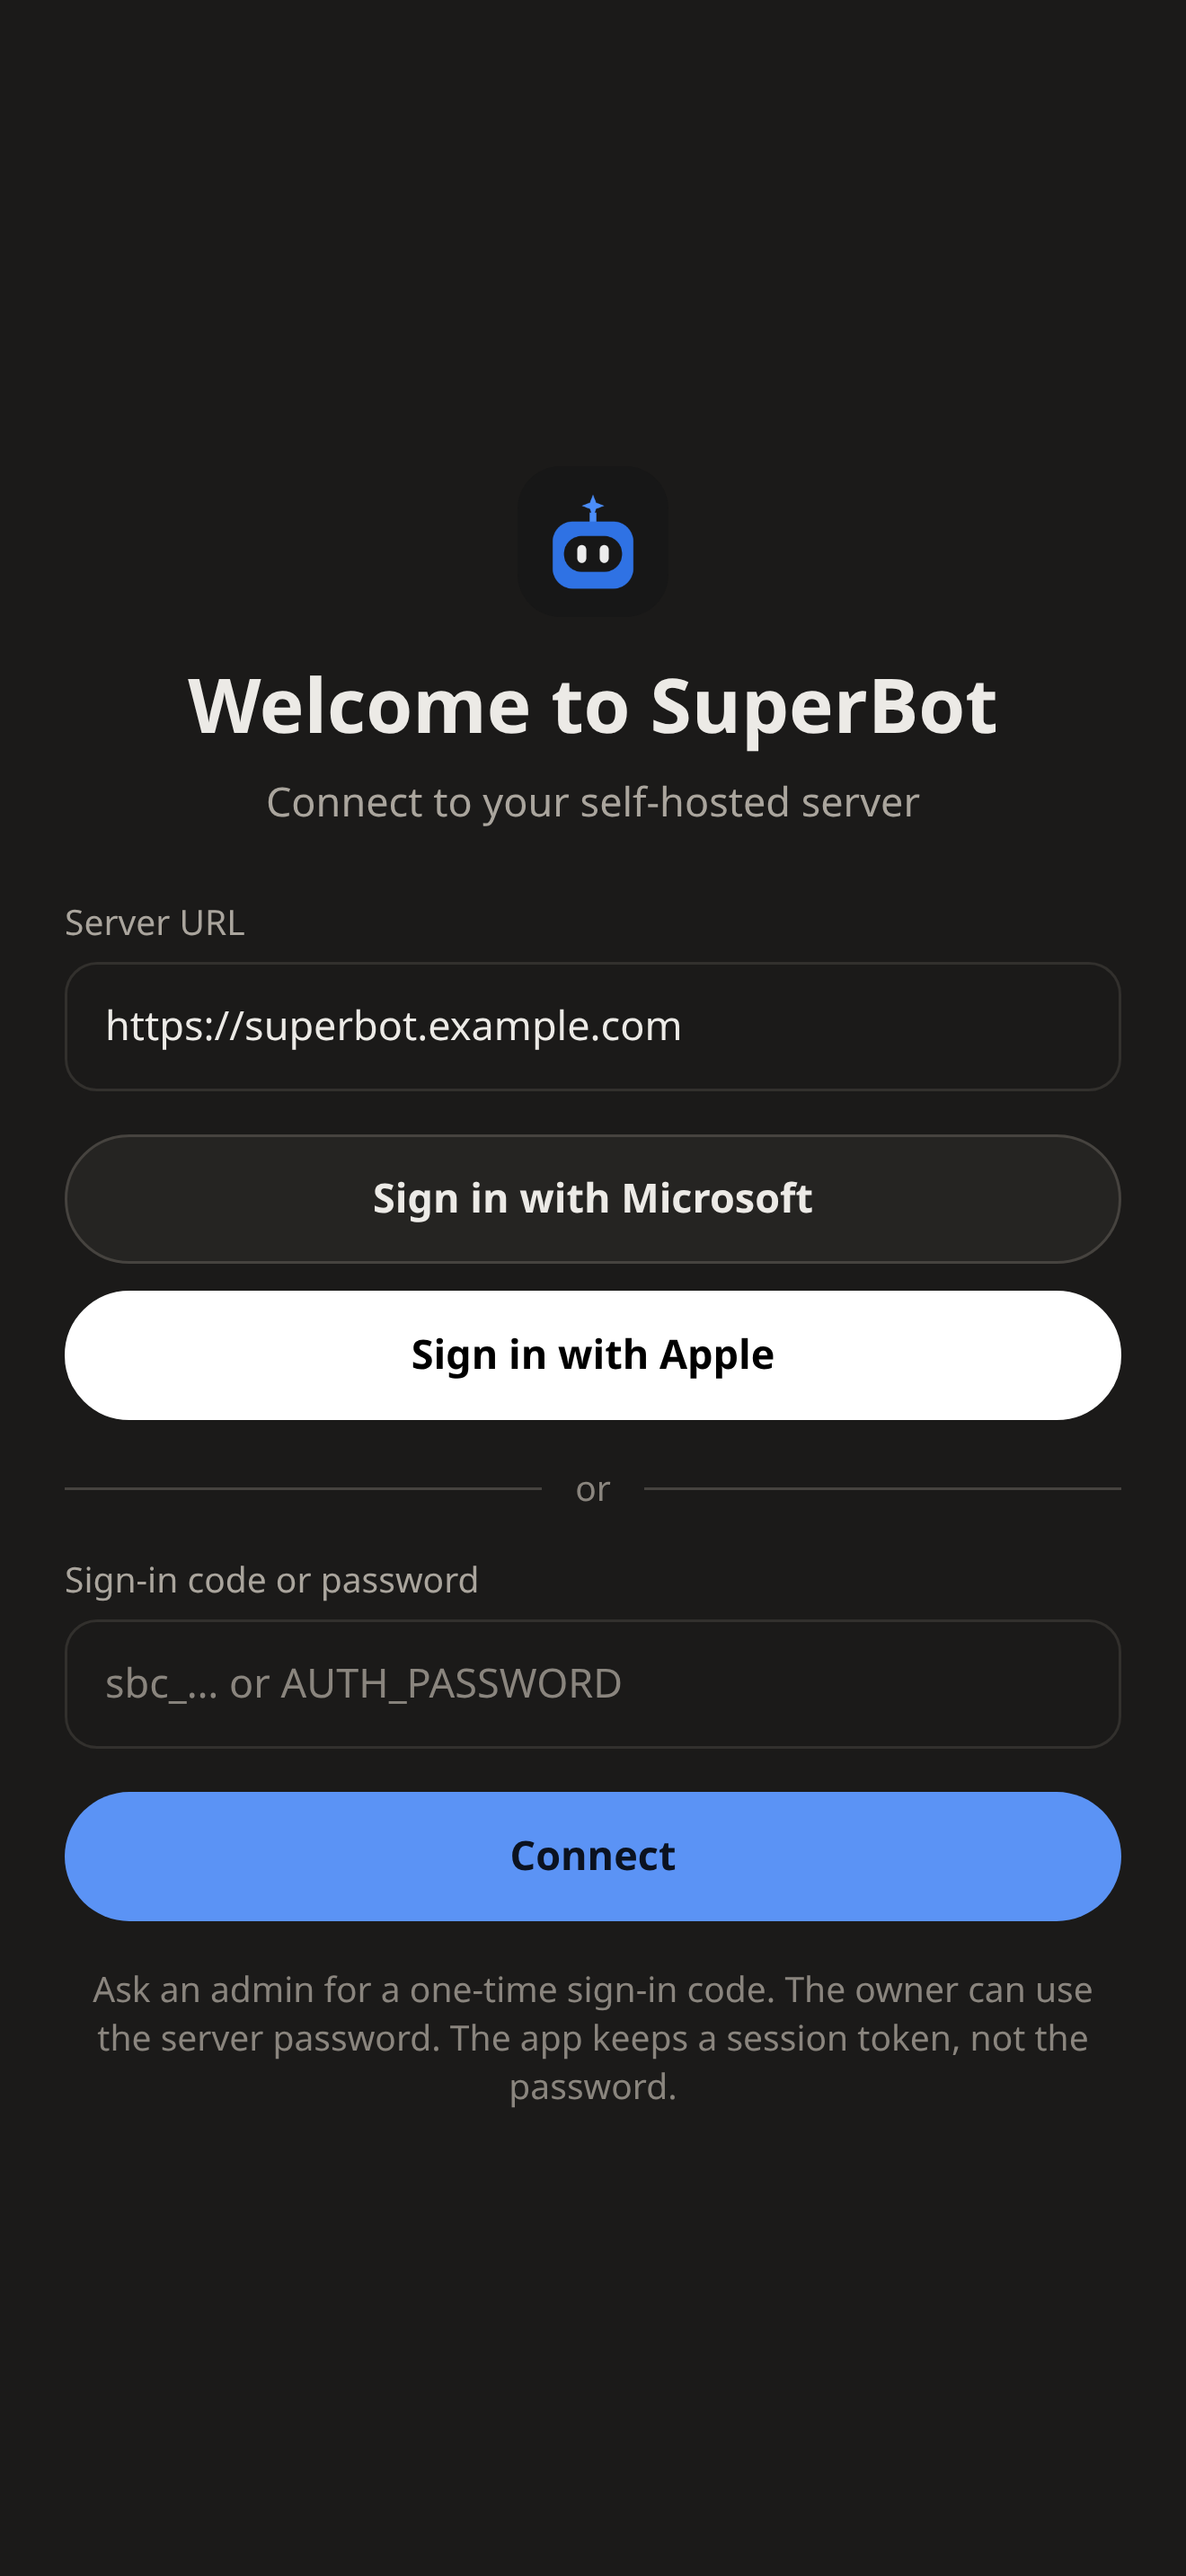 Welcome to SuperBot
Connect to your self-hosted server
Server URL
https://superbot.example.com
Sign in with Microsoft
Sign in with Apple
or
Sign-in code or password
sbc_... or AUTH_PASSWORD
Connect
Ask an admin for a one-time sign-in code. The owner can use
the server password. The app keeps a session token, not the
password.